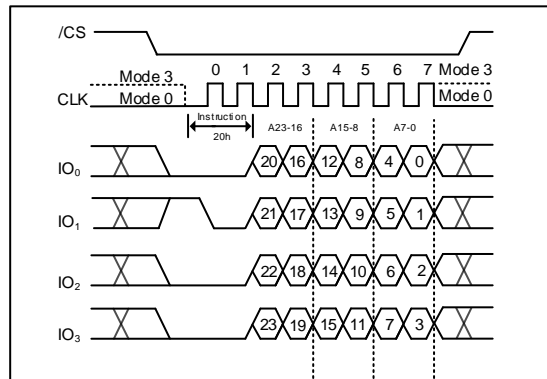 /CS
0 1 2 3 4 5 6 7
Mode 3 Mode 3
CLK Mode 0 Mode 0
Instruction A23-16 A15-8 A7-0
20h
IO0 20 16 12 8 4 0
IO1 21 17 13 9 5 1
IO2 22 18 14 10 6 2
IO3 23 19 15 11 7 3